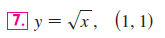 7. y = √x, (1, 1)